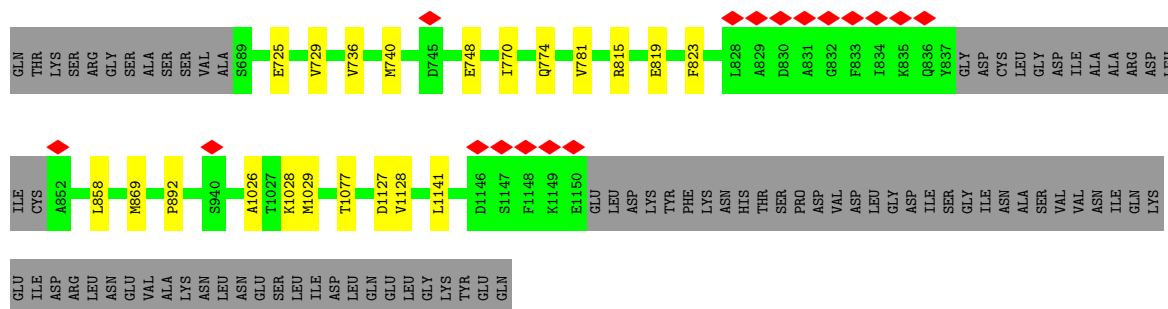 GLN THR LYS SER ARG GLY SER ALA SER SER VAL ALA S689 E725 V729 V736 M740 D745 E748 I770 Q774 V781 R815 E819 F823 L828 A829 D830 A831 G832 F833 I834 K835 Q836 Y837 GLY ASP CYS LEU GLY ASP ILE ALA ALA ARG ASP LEU
ILE CYS A852 L858 M869 P892 S940 A1026 T1027 K1028 M1029 T1077 D1127 V1128 L1141 D1146 S1147 F1148 K1149 E1150 GLU LEU ASP LYS TYR PHE LYS ASN HIS THR SER PRO ASP VAL ASP LEU GLY ASP ILE SER GLY ILE ASN ALA SER VAL VAL ASN ILE GLN LYS
GLU ILE ASP ARG LEU ASN GLU VAL ALA LYS ASN LEU ASN GLU SER LEU ILE ASP LEU GLN GLU LEU GLY LYS TYR GLU GLN